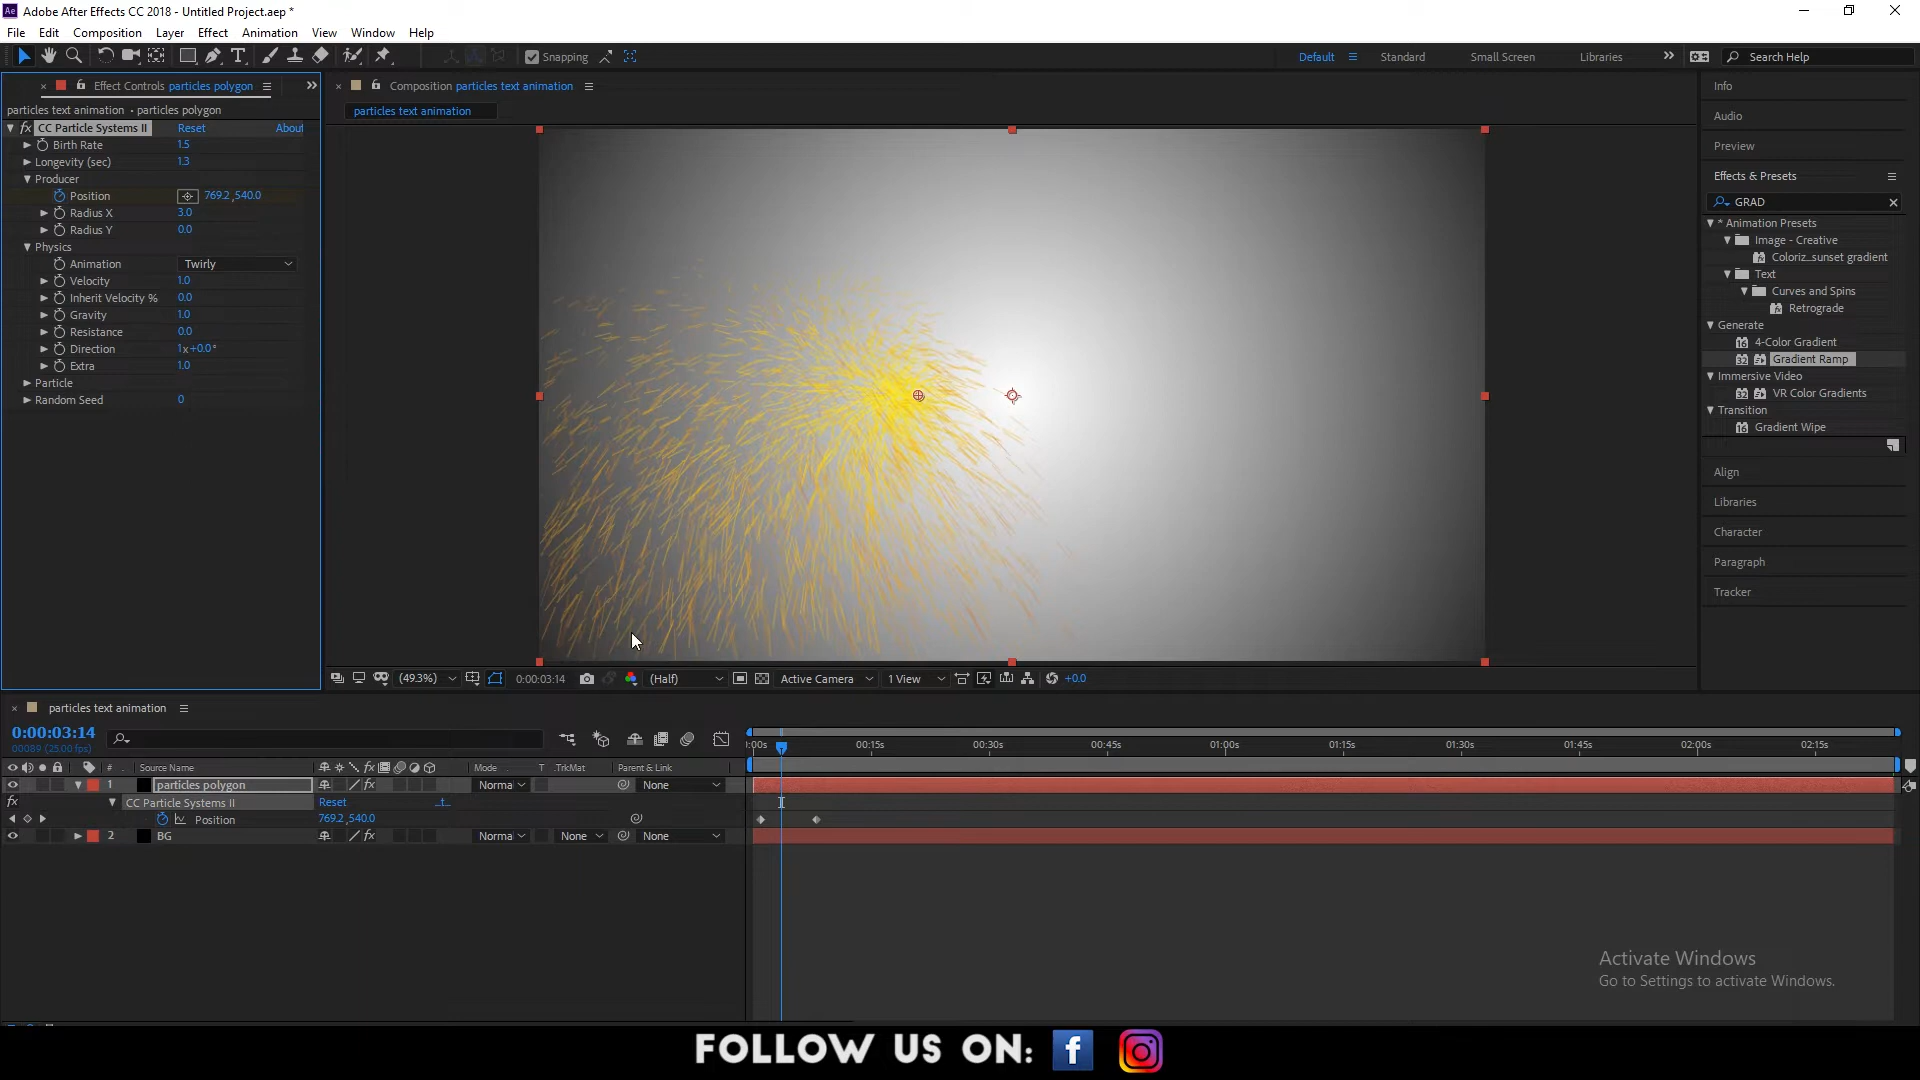 Adobe After Effects CC 2018 - Untitled Project.aep *
File Edit Composition Layer Effect Animation View Window Help
Snapping Default Standard Small Screen Libraries Search Help
Effect Controls particles polygon
particles text animation • particles polygon
CC Particle Systems II Reset About
Birth Rate 1.5
Longevity (sec) 1.3
Producer
Position 769.2,540.0
Radius X 3.0
Radius Y 0.0
Physics
Animation Twirly
Velocity 1.0
Inherit Velocity % 0.0
Gravity 1.0
Resistance 0.0
Direction 1x+0.0°
Extra 1.0
Particle
Random Seed 0
Composition particles text animation
particles text animation
(49.3%) 0:00:03:14 (Half) Active Camera 1 View +0.0
Info
Audio
Preview
Effects & Presets
GRAD
* Animation Presets
Image - Creative
Coloriz...sunset gradient
Text
Curves and Spins
Retrograde
Generate
4-Color Gradient
Gradient Ramp
Immersive Video
VR Color Gradients
Transition
Gradient Wipe
Align
Libraries
Character
Paragraph
Tracker
particles text animation
0:00:03:14
00089 (25.00 fps)
:00s 00:15s 00:30s 00:45s 01:00s 01:15s 01:30s 01:45s 02:00s 02:15s
# Source Name Mode T .TrkMat Parent & Link
1 particles polygon Norma None
CC Particle Systems II Reset
Position 769.2,540.0
2 BG Norma None None
Activate Windows
Go to Settings to activate Windows.
FOLLOW US ON: